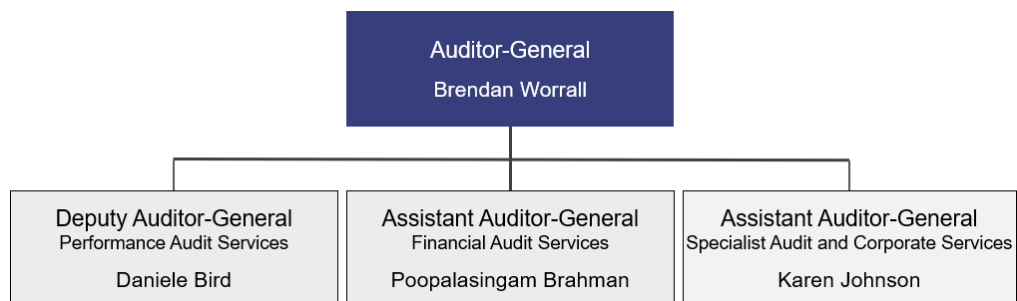 Auditor-General
Brendan Worrall
Deputy Auditor-General
Performance Audit Services
Daniele Bird
Assistant Auditor-General
Financial Audit Services
Poopalasingam Brahman
Assistant Auditor-General
Specialist Audit and Corporate Services
Karen Johnson